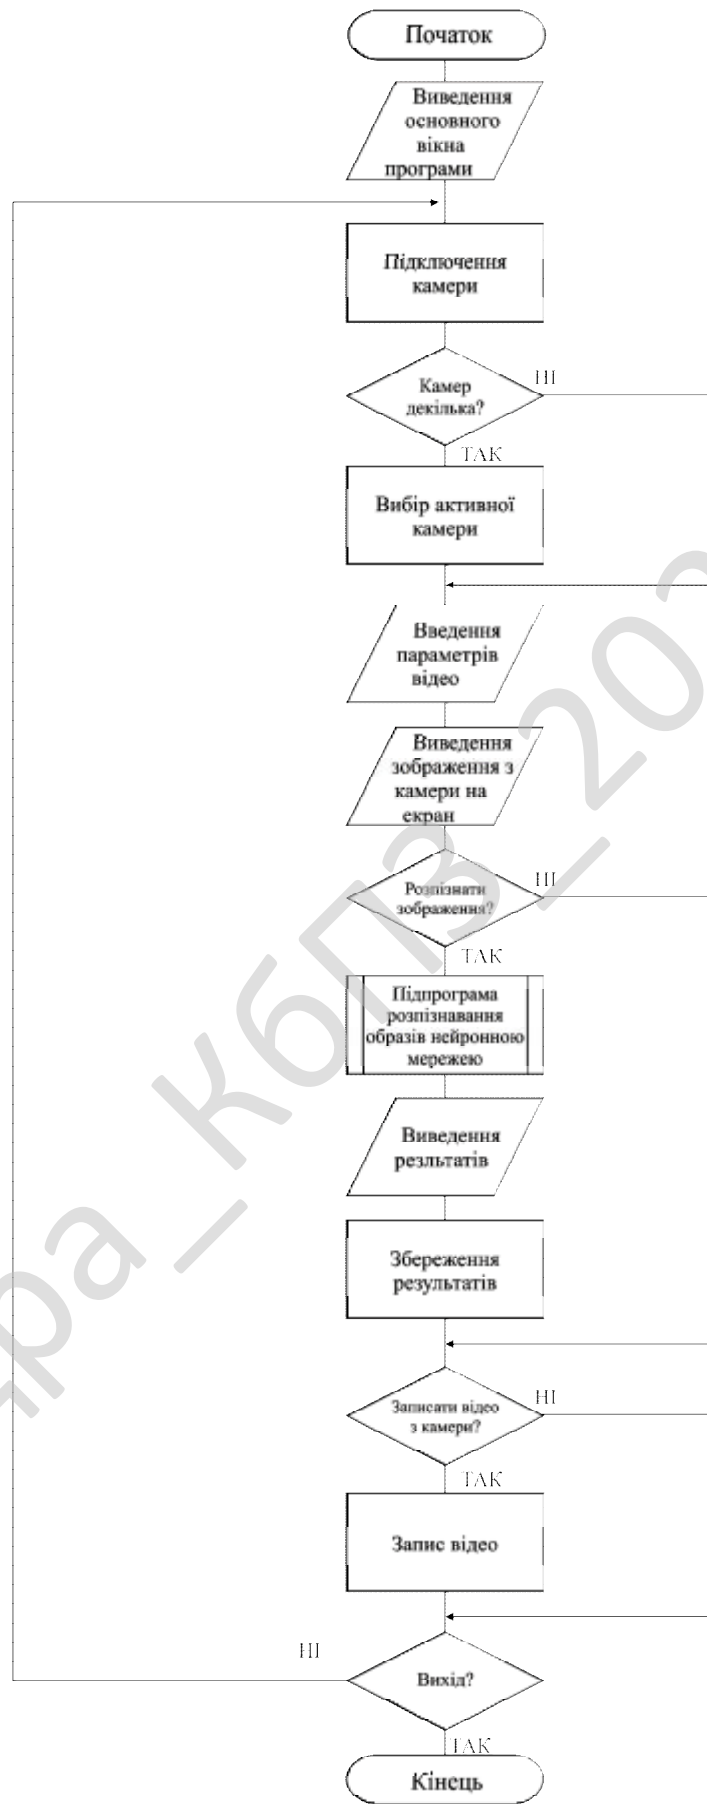 Початок
Виведення
основного
вікна
програми
Підключення
камери
Камер
декілька?
НІ
ТАК
Вибір активної
камери
Введення
параметрів
відео
Виведення
зображення з
камери на
екран
Розпізнати
зображення?
НІ
ТАК
Підпрограма
розпізнавання
образів нейронною
мережею
Виведення
резльтатів
Збереження
результатів
Записати відео
з камери?
НІ
ТАК
Запис відео
НІ
Вихід?
ТАК
Кінець